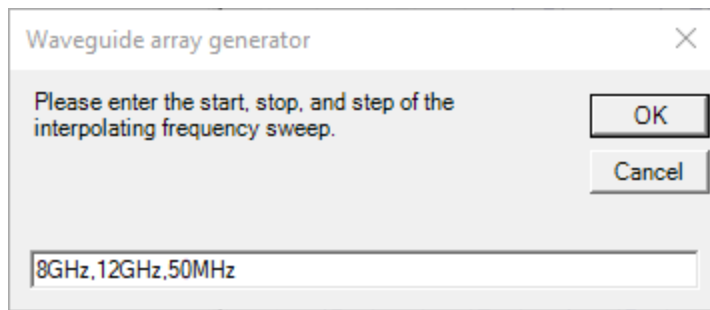 Waveguide array generator
Please enter the start, stop, and step of the
interpolating frequency sweep.
OK
Cancel
8GHz,12GHz,50MHz